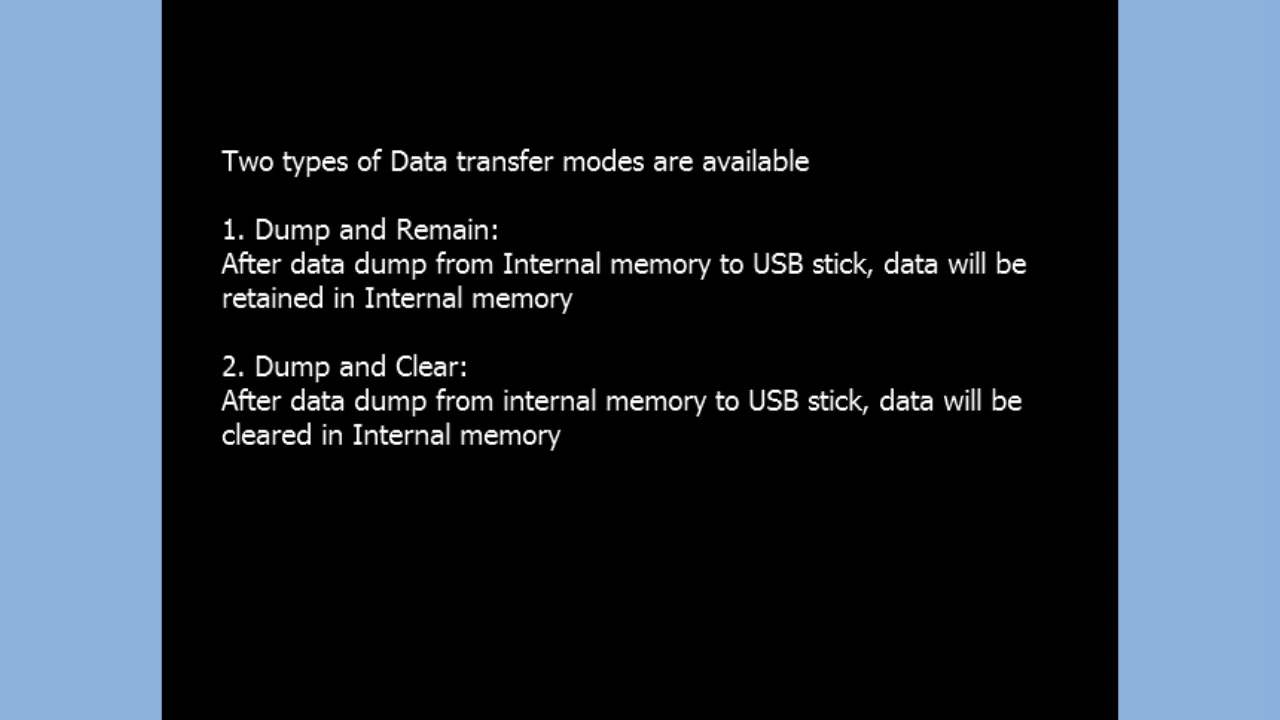 Two types of Data transfer modes are available
1. Dump and Remain:
After data dump from Internal memory to USB stick, data will be
retained in Internal memory
2. Dump and Clear:
After data dump from internal memory to USB stick, data will be
cleared in Internal memory